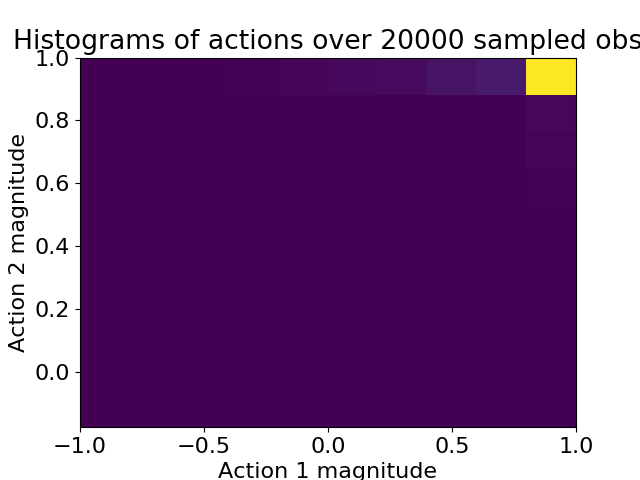 Histograms of actions over 20000 sampled obs
1.0
0.8
0.6
0.4
0.2
0.0
Action 2 magnitude
−1.0 −0.5 0.0 0.5 1.0
Action 1 magnitude